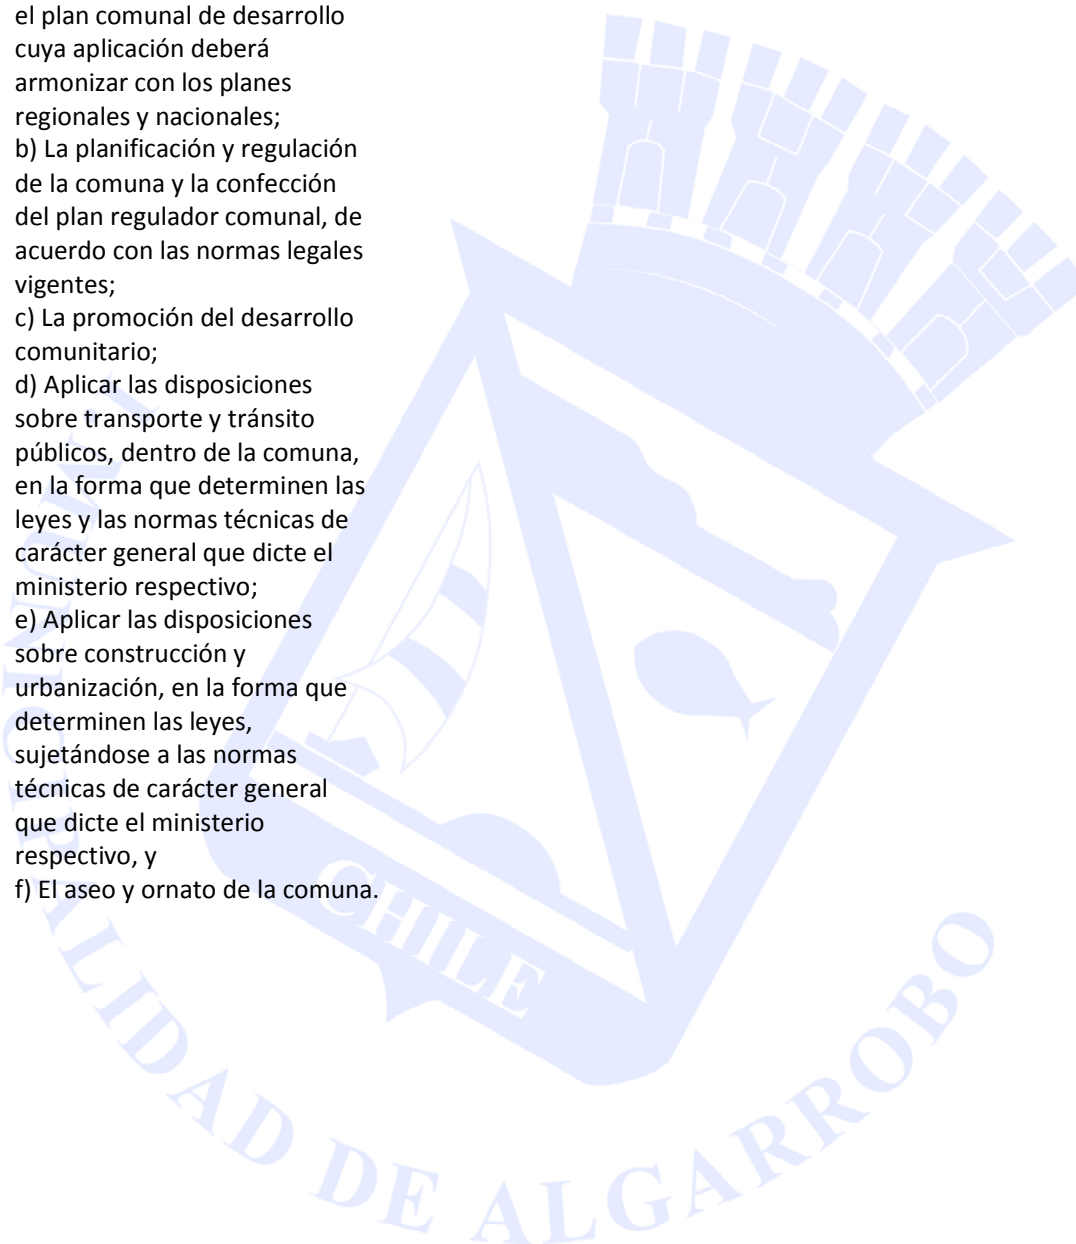 el plan comunal de desarrollo
cuya aplicación deberá
armonizar con los planes
regionales y nacionales;
b) La planificación y regulación
de la comuna y la confección
del plan regulador comunal, de
acuerdo con las normas legales
vigentes;
c) La promoción del desarrollo
comunitario;
d) Aplicar las disposiciones
sobre transporte y tránsito
públicos, dentro de la comuna,
en la forma que determinen las
leyes y las normas técnicas de
carácter general que dicte el
ministerio respectivo;
e) Aplicar las disposiciones
sobre construcción y
urbanización, en la forma que
determinen las leyes,
sujetándose a las normas
técnicas de carácter general
que dicte el ministerio
respectivo, y
f) El aseo y ornato de la comuna.
CHILE
I. MUNICIPALIDAD DE ALGARROBO